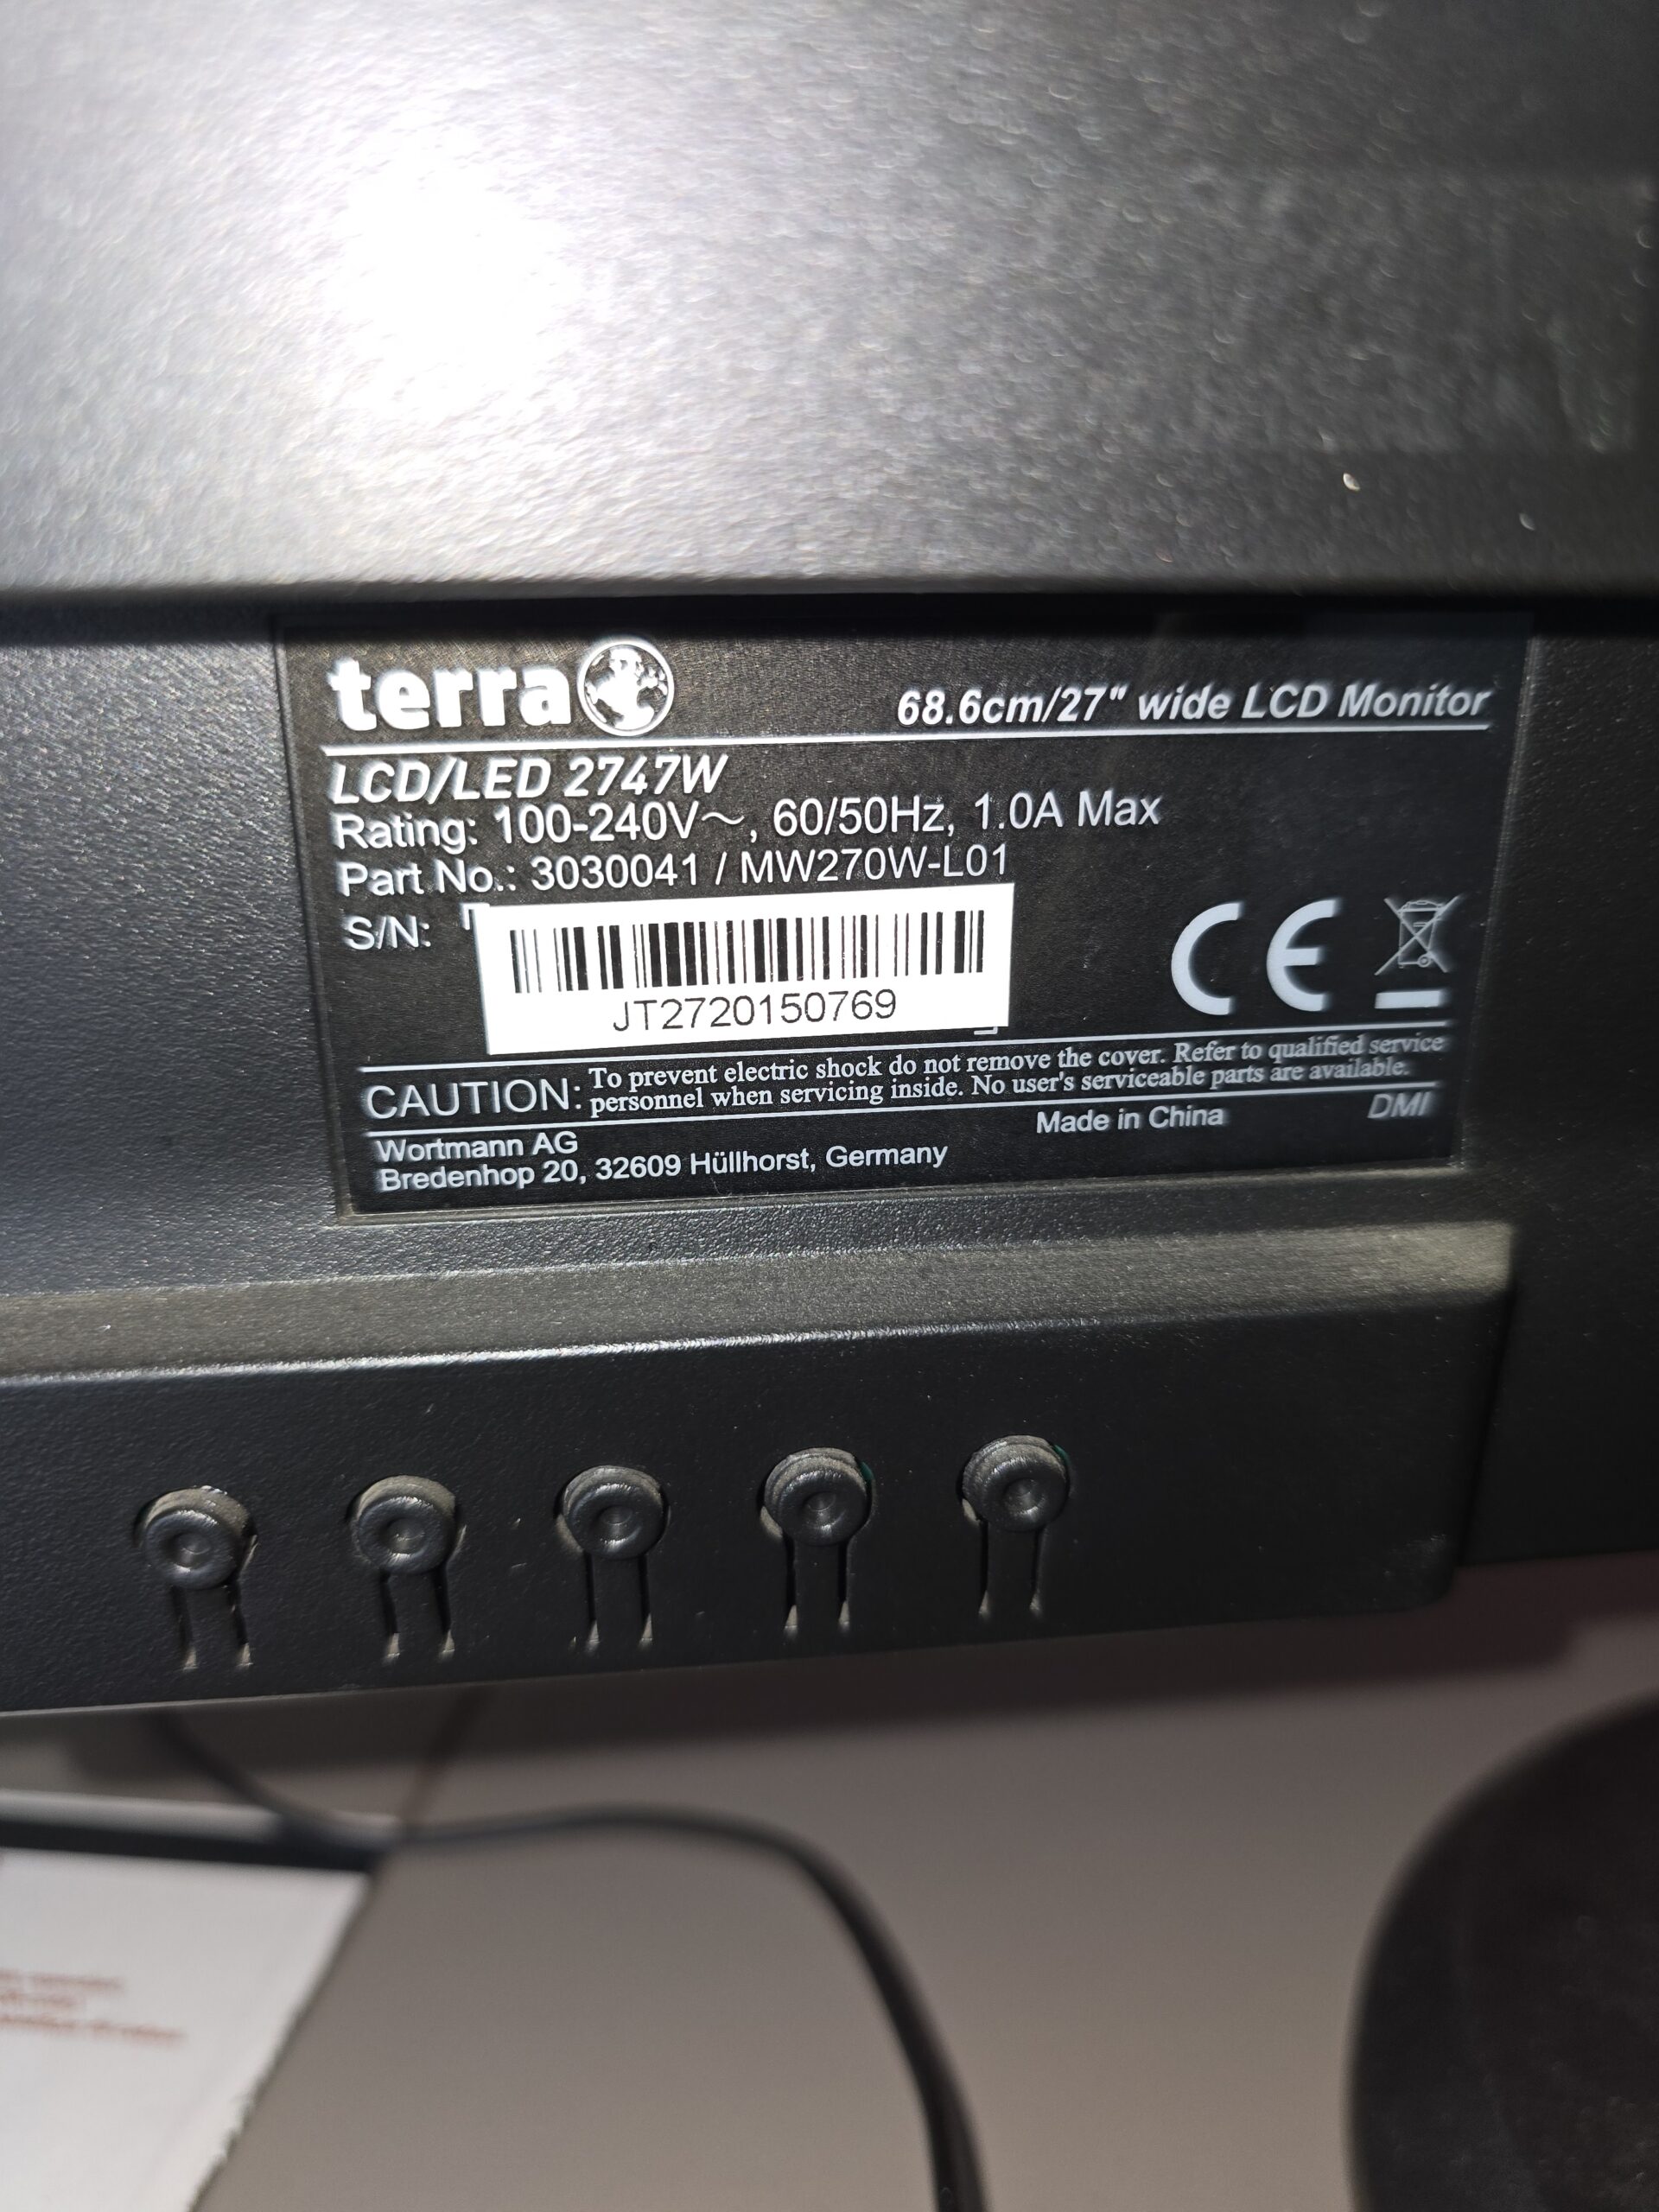 terra
68.6cm/27" wide LCD Monitor
LCD/LED 2747W
Rating: 100-240V～, 60/50Hz, 1.0A Max
Part No.: 3030041 / MW270W-L01
S/N:
JT2720150769
CE
CAUTION: To prevent electric shock do not remove the cover. Refer to qualified service
personnel when servicing inside. No user's serviceable parts are available.
Wortmann AG
Made in China
DMI
Bredenhop 20, 32609 Hüllhorst, Germany